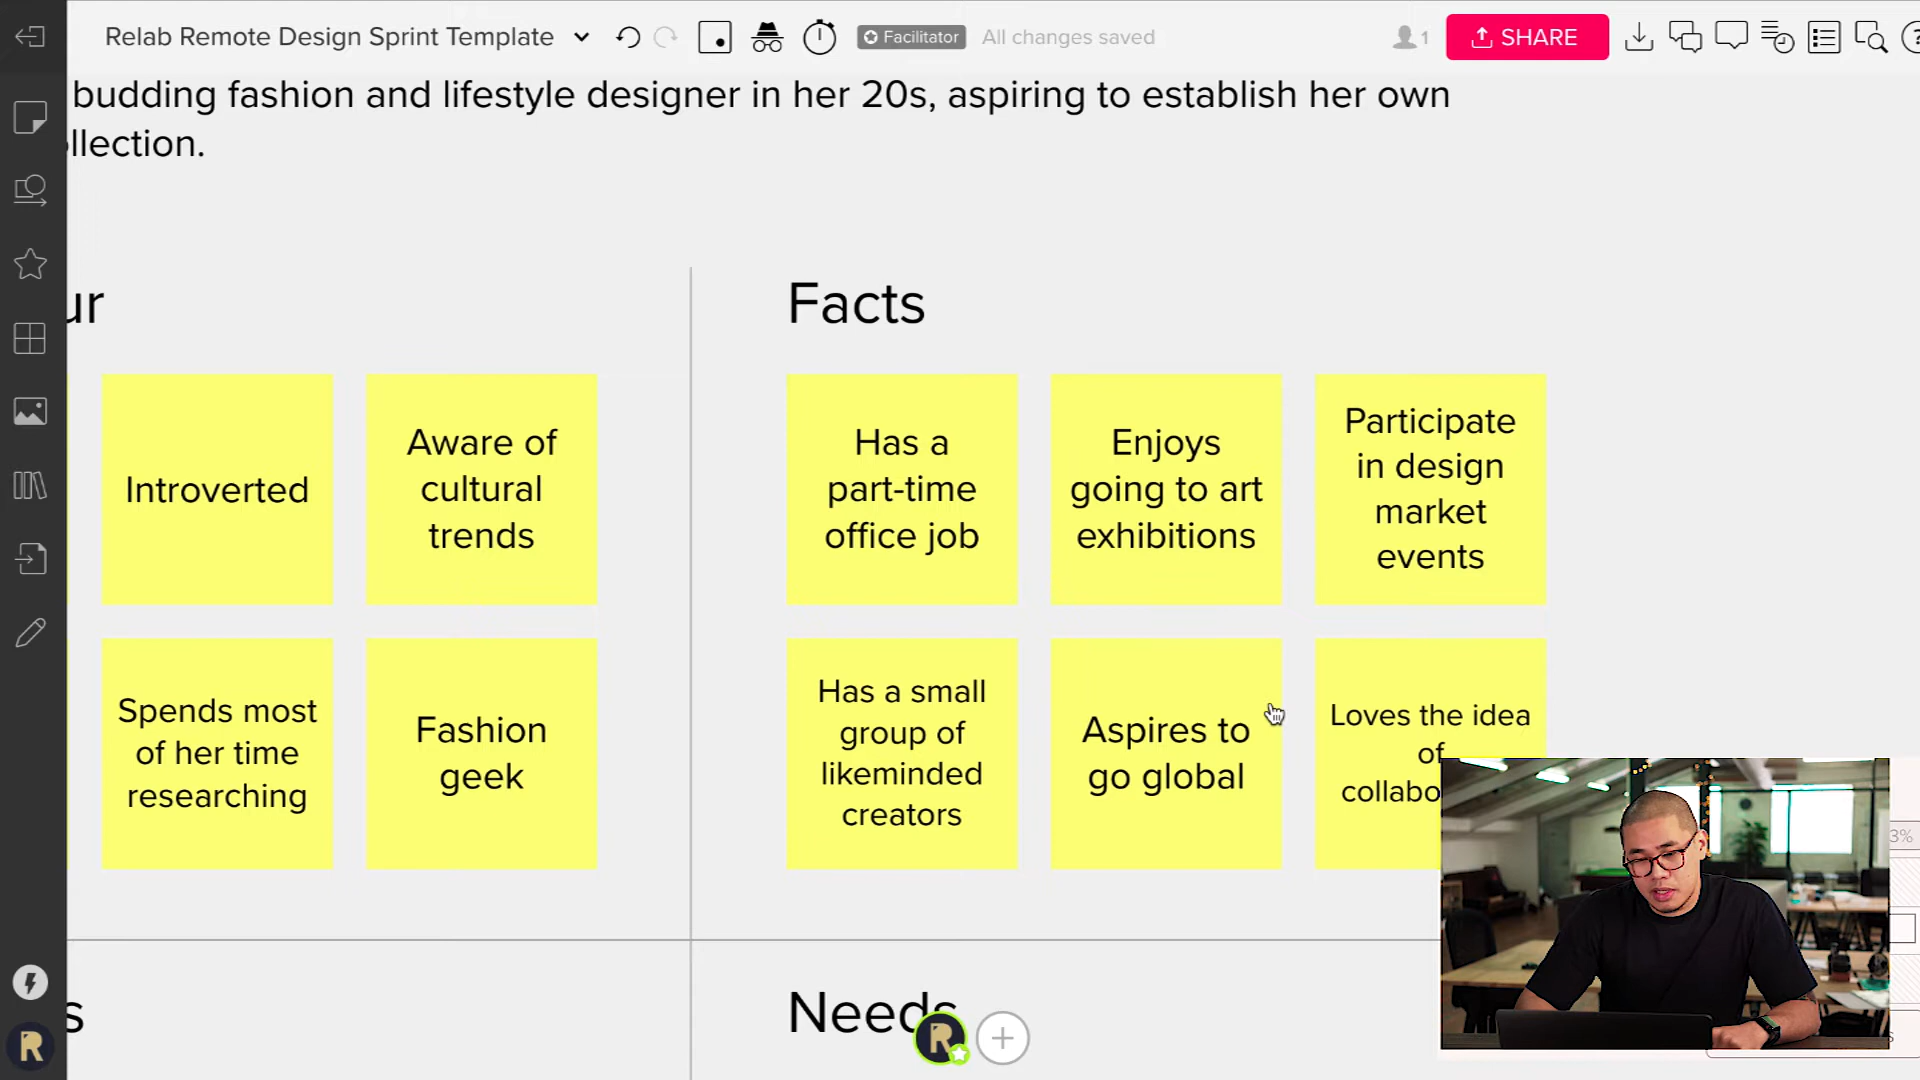 Relab Remote Design Sprint Template
Facilitator
All changes saved
1
SHARE
budding fashion and lifestyle designer in her 20s, aspiring to establish her own
ollection.
ur
Facts
Introverted
Aware of
cultural
trends
Has a
part-time
office job
Enjoys
going to art
exhibitions
Participate
in design
market
events
Spends most
of her time
researching
Fashion
geek
Has a small
group of
likeminded
creators
Aspires to
go global
Loves the idea
of
collabo
3%
s
Needs
R
R
s